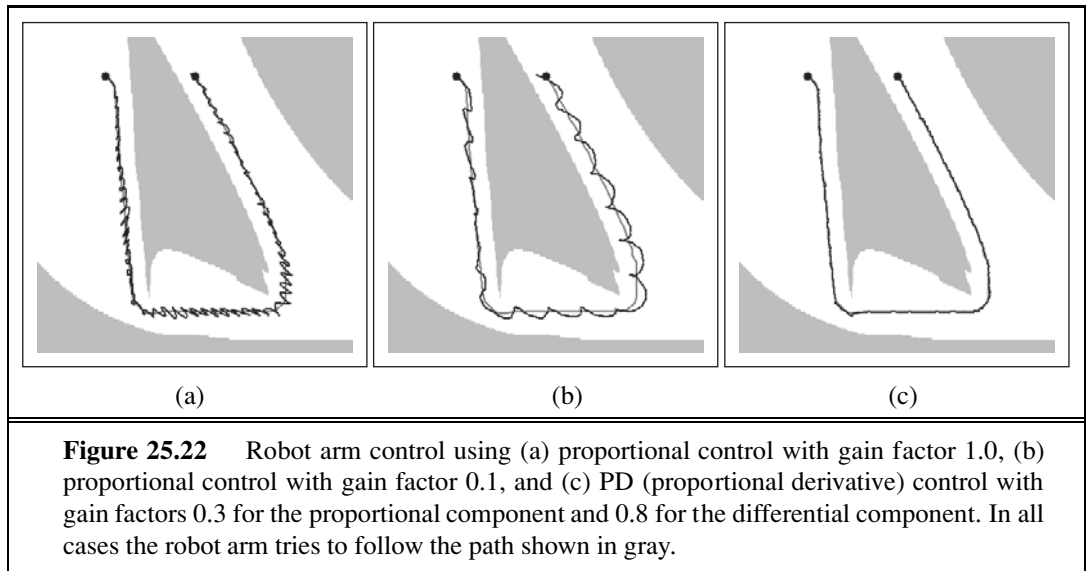 (a) (b) (c)
Figure 25.22 Robot arm control using (a) proportional control with gain factor 1.0, (b)
proportional control with gain factor 0.1, and (c) PD (proportional derivative) control with
gain factors 0.3 for the proportional component and 0.8 for the differential component. In all
cases the robot arm tries to follow the path shown in gray.